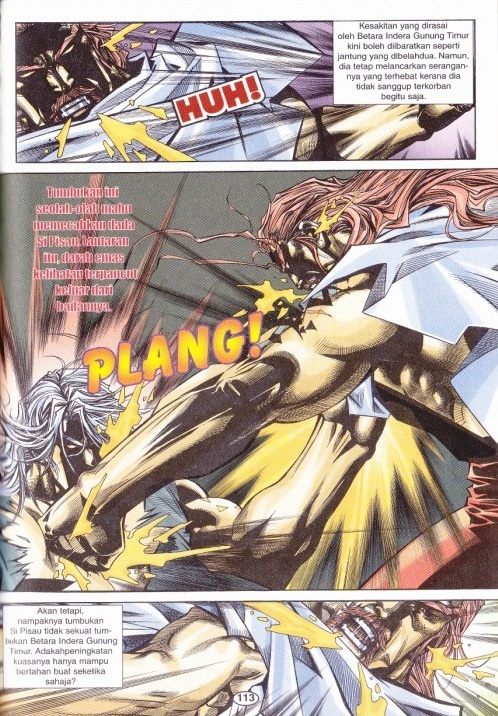 Kesakitan yang dirasai
oleh Betara Indera Gunung Timur
kini boleh diibaratkan seperti
jantung yang dibelahdua. Namun,
dia tetap melancarkan serangan-
nya yang terhebat kerana dia
tidak sanggup terkorban
begitu saja.
HUH!
Tumbukan ini
seolah-olah mahu
memecahkan dada
Si Pisau. Lantaran
itu, darah emas
kelihatan terpancut
keluar dari
badannya.
PLANG!
Akan tetapi,
nampaknya tumbukan
Si Pisau tidak sekuat tum-
bukan Betara Indera Gunung
Timur. Adakahpeningkatan
kuasanya hanya mampu
bertahan buat seketika
sahaja?
113